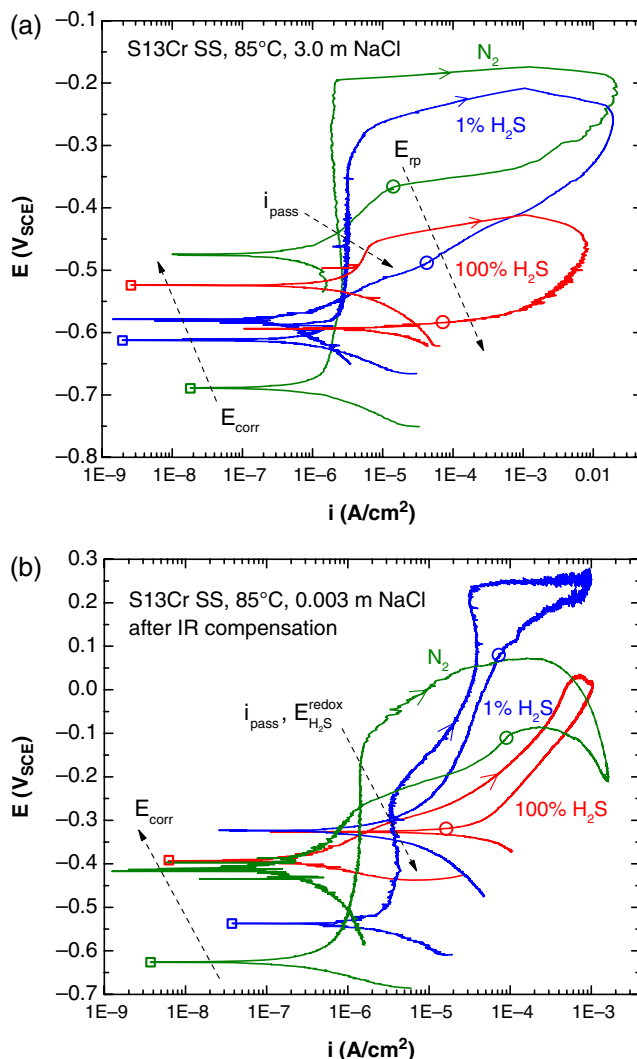 (a)
S13Cr SS, 85°C, 3.0 m NaCl
N2
1% H2S
Erp
ipass
100% H2S
Ecorr
E (VSCE)
−0.1
−0.2
−0.3
−0.4
−0.5
−0.6
−0.7
−0.8
1E–9 1E–8 1E–7 1E–6 1E–5 1E–4 1E–3 0.01
i (A/cm2)
(b)
S13Cr SS, 85°C, 0.003 m NaCl
after IR compensation
N2
ipass, EH2Sredox
1% H2S
Ecorr
100% H2S
E (VSCE)
0.3
0.2
0.1
0.0
−0.1
−0.2
−0.3
−0.4
−0.5
−0.6
−0.7
1E–9 1E–8 1E–7 1E–6 1E–5 1E–4 1E–3
i (A/cm2)